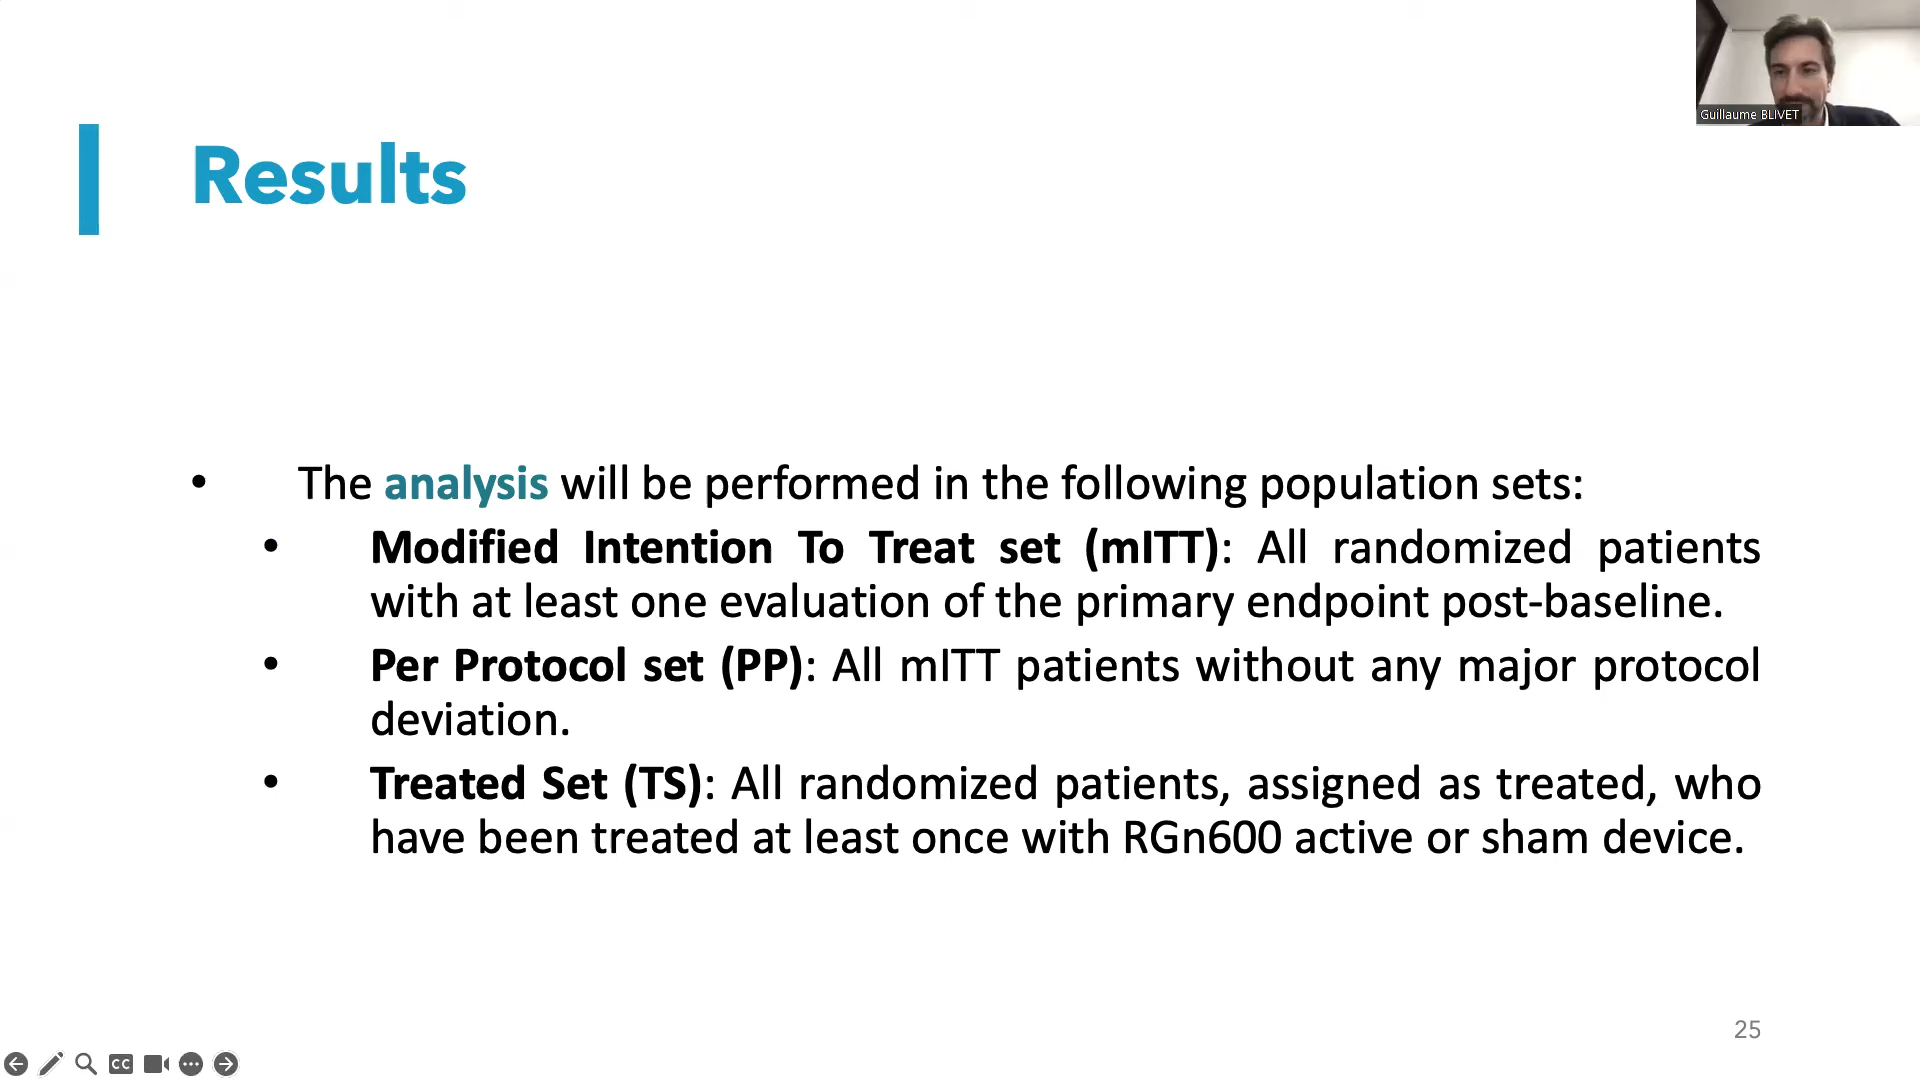 Guillaume BLIVET
Results
• The analysis will be performed in the following population sets:
• Modified Intention To Treat set (mITT): All randomized patients
with at least one evaluation of the primary endpoint post-baseline.
• Per Protocol set (PP): All mITT patients without any major protocol
deviation.
• Treated Set (TS): All randomized patients, assigned as treated, who
have been treated at least once with RGn600 active or sham device.
25
CC